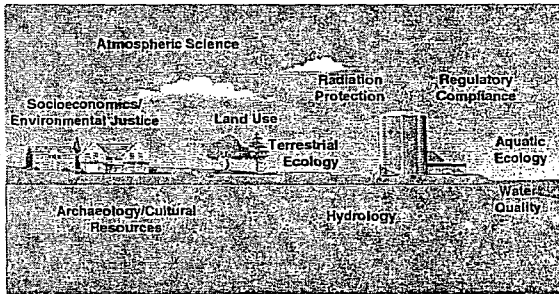 Atmospheric Science
Radiation
Protection
Regulatory
Compliance
Socioeconomics/
Environmental Justice
Land Use
Terrestrial
Ecology
Aquatic
Ecology
Archaeology/Cultural
Resources
Hydrology
Water
Quality